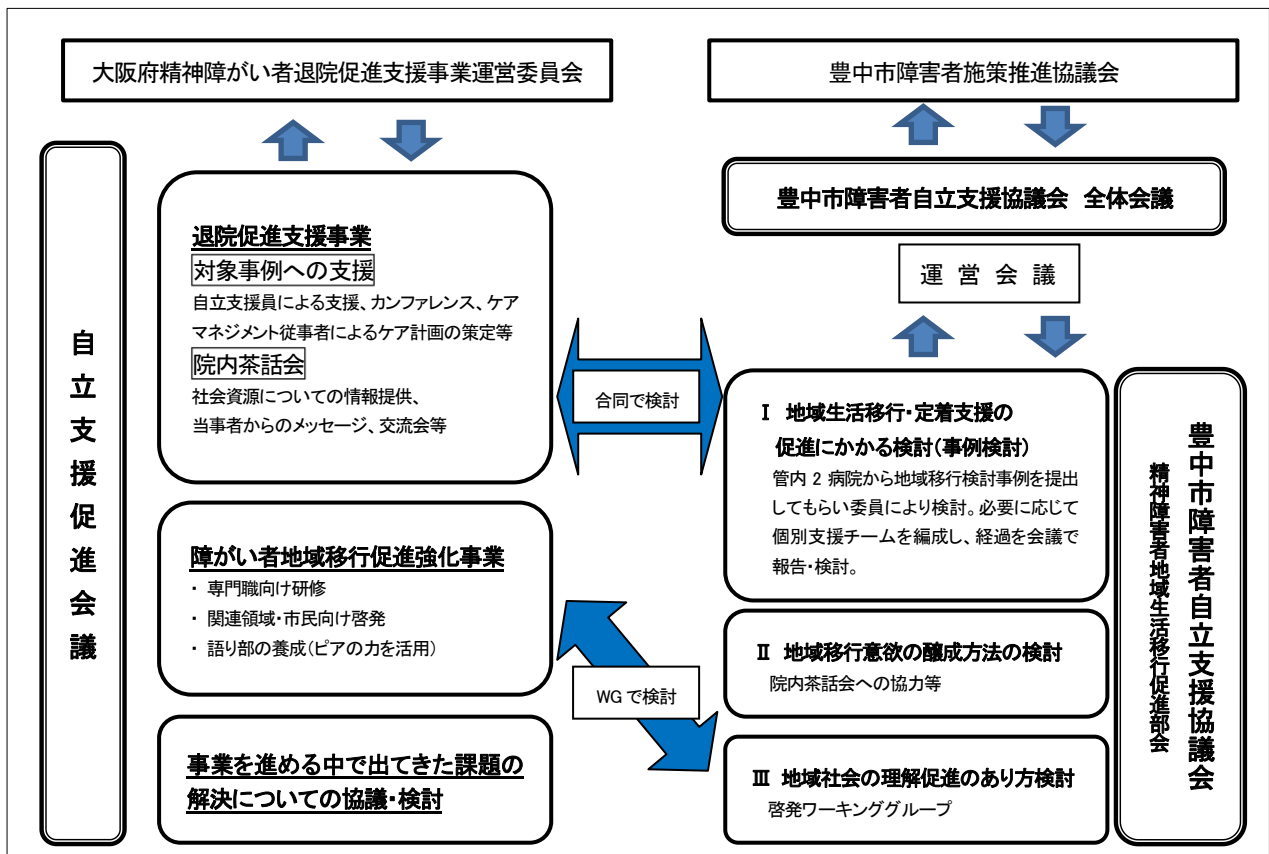 大阪府精神障がい者退院促進支援事業運営委員会
豊中市障害者施策推進協議会
自立支援促進会議
退院促進支援事業
対象事例への支援
自立支援員による支援、カンファレンス、ケア
マネジメント従事者によるケア計画の策定等
院内茶話会
社会資源についての情報提供、
当事者からのメッセージ、交流会等
障がい者地域移行促進強化事業
・ 専門職向け研修
・ 関連領域・市民向け啓発
・ 語り部の養成(ピアの力を活用)
事業を進める中で出てきた課題の
解決についての協議・検討
合同で検討
WG で検討
豊中市障害者自立支援協議会 全体会議
運 営 会 議
Ⅰ 地域生活移行・定着支援の
促進にかかる検討(事例検討)
管内 2 病院から地域移行検討事例を提出
してもらい委員により検討。必要に応じて
個別支援チームを編成し、経過を会議で
報告・検討。
Ⅱ 地域移行意欲の醸成方法の検討
院内茶話会への協力等
Ⅲ 地域社会の理解促進のあり方検討
啓発ワーキンググループ
豊中市障害者自立支援協議会
精神障害者地域生活移行促進部会